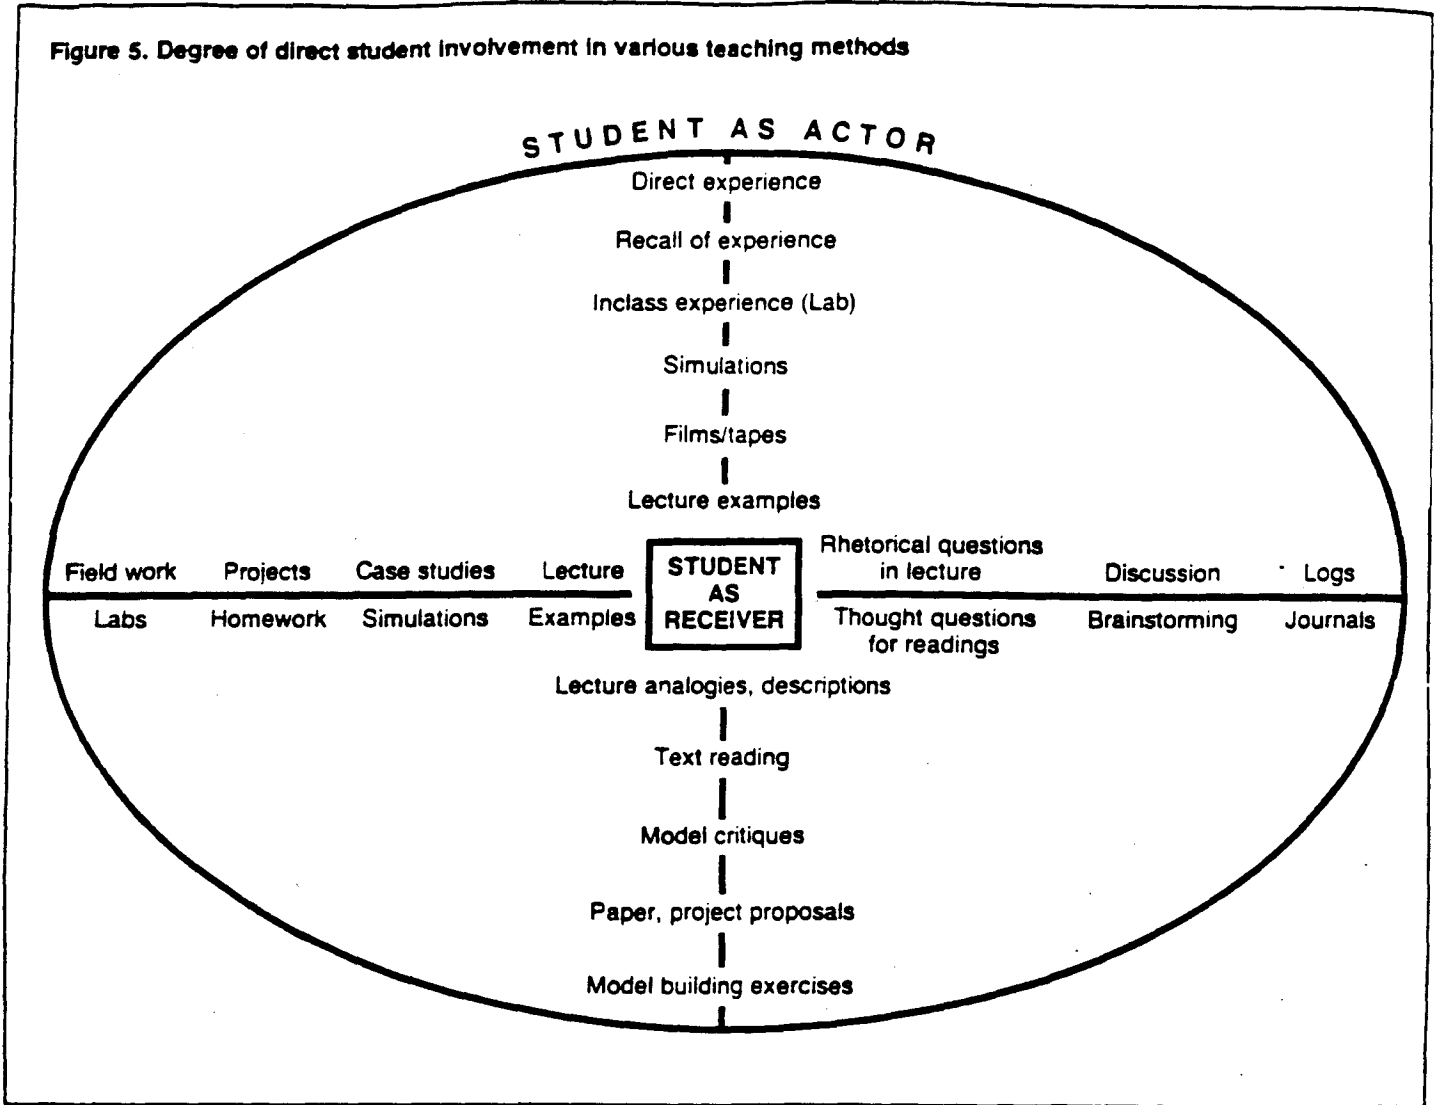 Figure 5. Degree of direct student involvement in various teaching methods
STUDENT AS ACTOR
Direct experience
Recall of experience
Inclass experience (Lab)
Simulations
Films/tapes
Lecture examples
Field work Projects Case studies Lecture
Labs Homework Simulations Examples
STUDENT
AS
RECEIVER
Rhetorical questions
in lecture
Discussion Logs
Thought questions
for readings
Brainstorming Journals
Lecture analogies, descriptions
Text reading
Model critiques
Paper, project proposals
Model building exercises